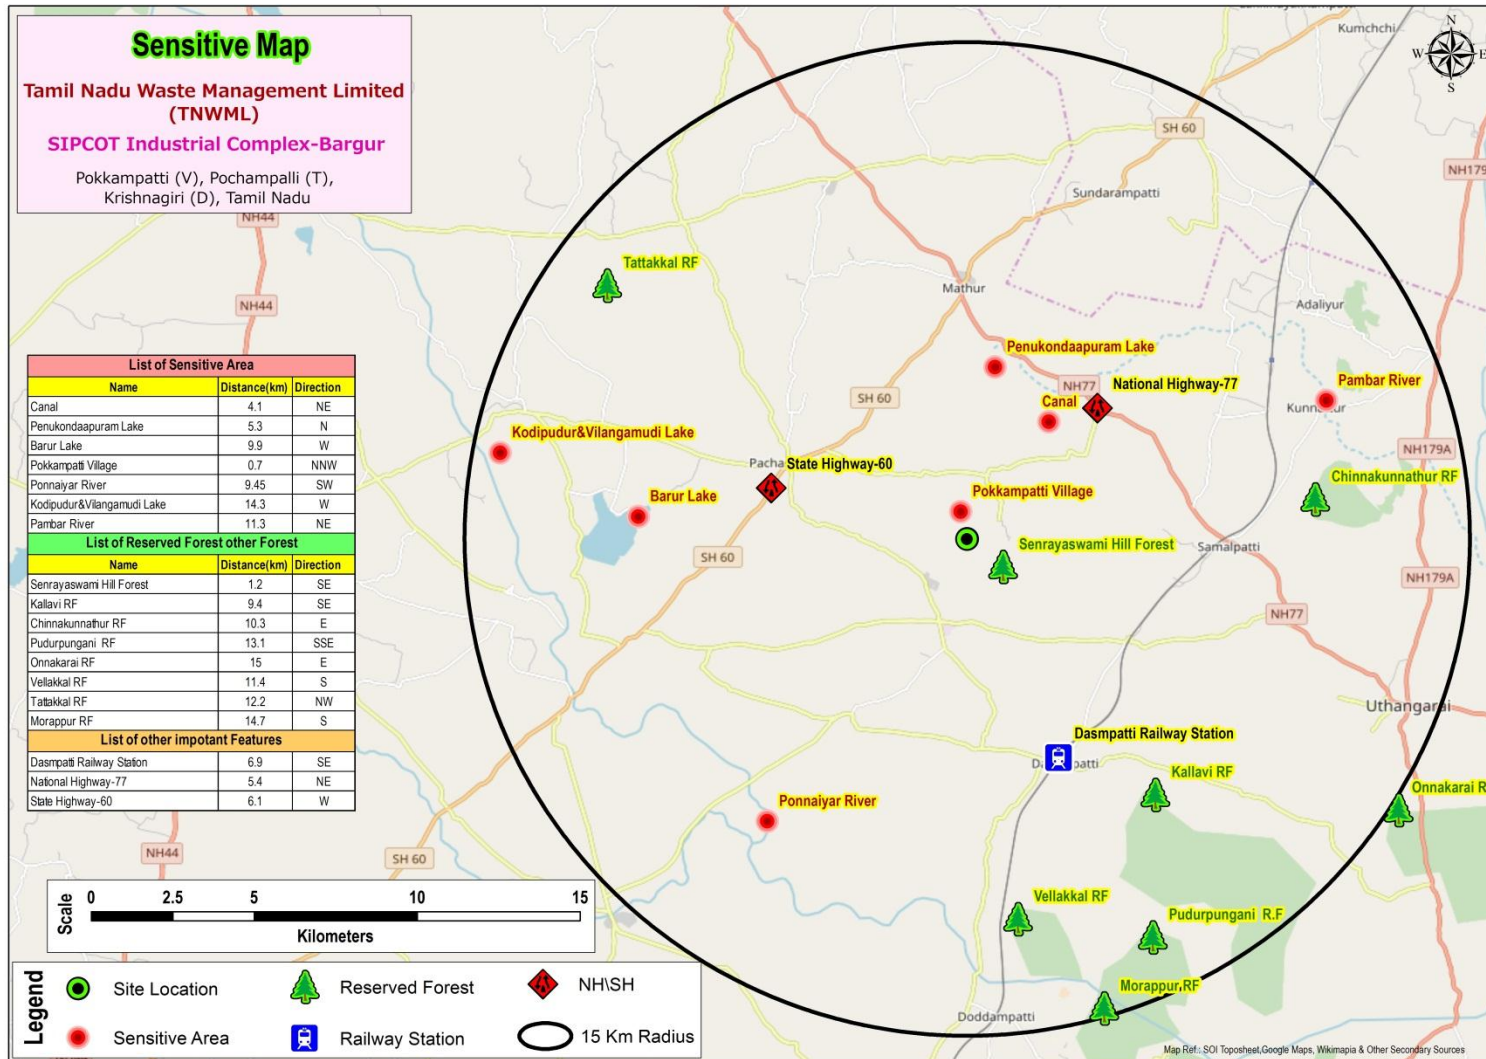 Sensitive Map
Tamil Nadu Waste Management Limited
(TNWML)
SIPCOT Industrial Complex-Bargur
Pokkampatti (V), Pochampalli (T),
Krishnagiri (D), Tamil Nadu
N
W E
S
Kumchchi
SH 60
NH179
Sundarampatti
NH44
Tattakkal RF
Mathur
NH44
Adaliyur
Penukondaapuram Lake
NH77
National Highway-77
Pambar River
SH 60
Canal
Kodipudur&Vilangamudi Lake
NH179A
Pacha
State Highway-60
Chinnakunnathur RF
Barur Lake
Pokkampatti Village
Senrayaswami Hill Forest
Samalpatti
SH 60
NH179A
NH77
Uthangarai
Dasmpatti Railway Station
Kallavi RF
Onnakarai R
Ponnaiyar River
NH44
SH 60
Vellakkal RF
Pudurpungani R.F
Morappur RF
Doddampatti
List of Sensitive Area
Name Distance(km) Direction
Canal 4.1 NE
Penukondaapuram Lake 5.3 N
Barur Lake 9.9 W
Pokkampatti Village 0.7 NNW
Ponnaiyar River 9.45 SW
Kodipudur&Vilangamudi Lake 14.3 W
Pambar River 11.3 NE
List of Reserved Forest other Forest
Name Distance(km) Direction
Senrayaswami Hill Forest 1.2 SE
Kallavi RF 9.4 SE
Chinnakunnathur RF 10.3 E
Pudurpungani RF 13.1 SSE
Onnakarai RF 15 E
Vellakkal RF 11.4 S
Tattakkal RF 12.2 NW
Morappur RF 14.7 S
List of other impotant Features
Dasmpatti Railway Station 6.9 SE
National Highway-77 5.4 NE
State Highway-60 6.1 W
Scale
0 2.5 5 10 15
Kilometers
Legend
Site Location
Reserved Forest
NH\SH
Sensitive Area
Railway Station
15 Km Radius
Map Ref.: SOI Toposheet,Google Maps, Wikimapia & Other Secondary Sources